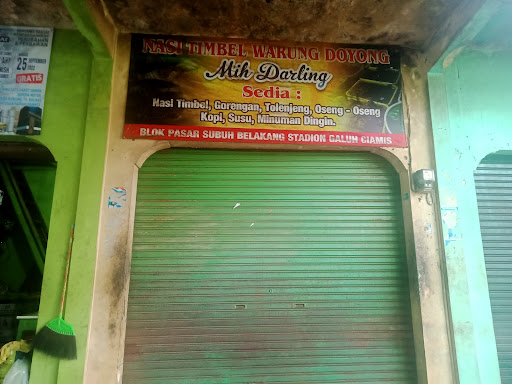 NASI TIMBEL WARUNG DOYONG
Mih Darling
Sedia :
Nasi Timbel, Gorengan, Tolenjeng, Oseng - Oseng
Kopi, Susu, Minuman Dingin.
BLOK PASAR SUBUH BELAKANG STADION GALUH CIAMIS
25
GRATIS